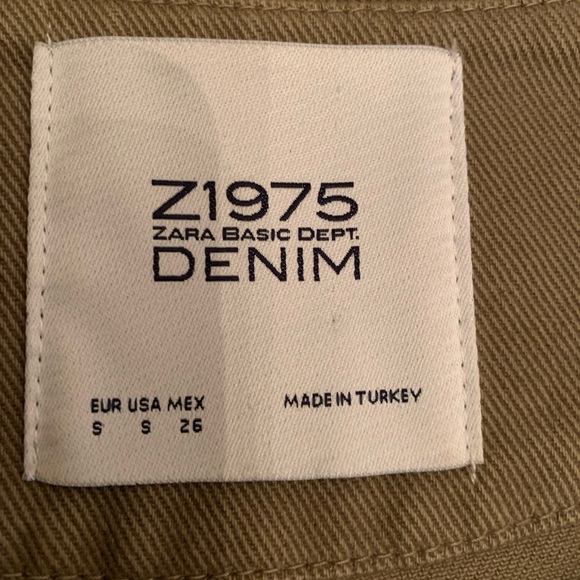 Z1975
ZARA BASIC DEPT.
DENIM
EUR USA MEX
S S 26
MADE IN TURKEY